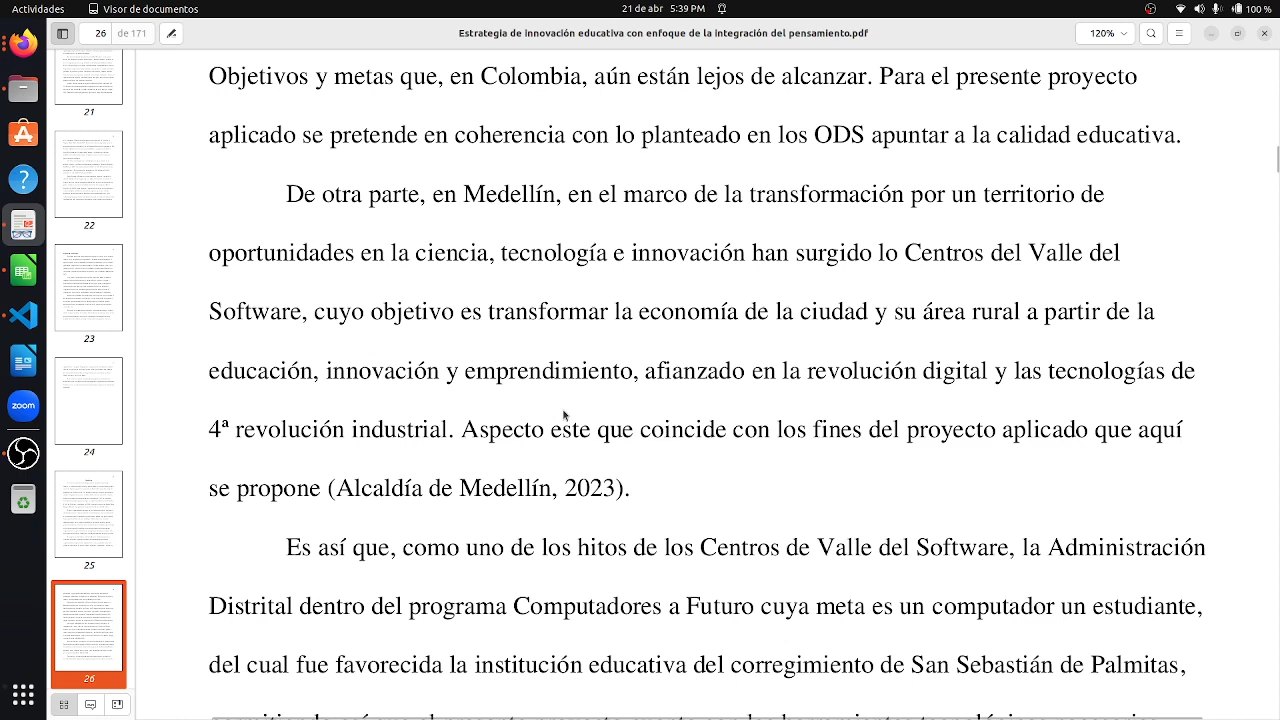 Actividades Visor de documentos 21 de abr 5:39 PM 100 %
26 de 171 Estrategia de innovación educativa con enfoque de la integración del pensamiento.pdf 120%
21
22
23
24
25
26
Objetivos y metas que, en Colombia, aún están lejos de alcanzar. Para el presente proyecto
aplicado se pretende en coherencia con lo planteado en los ODS apuntar a la calidad educativa.
De otra parte, en Medellín, en el marco de la transformación por un territorio de
oportunidades en la ciencia, tecnología e innovación han surgido lo Centros del Valle del
Software, cuyo objetivo es transformar la economía de la ciudad y su área rural a partir de la
educación, innovación y emprendimiento, afianzado en la revolución digital y las tecnologías de
4ª revolución industrial. Aspecto este que coincide con los fines del proyecto aplicado que aquí
se propone (Alcaldía de Medellín, 2023).
Es así que, como uno de los hitos de los Centros de Valle del Software, la Administración
Distrital dentro del programa Computadores a Futuro cuya meta es un computador un estudiante,
del cual fue favorecida la institución educativa del corregimiento de San Sebastián de Palmitas,
zoom